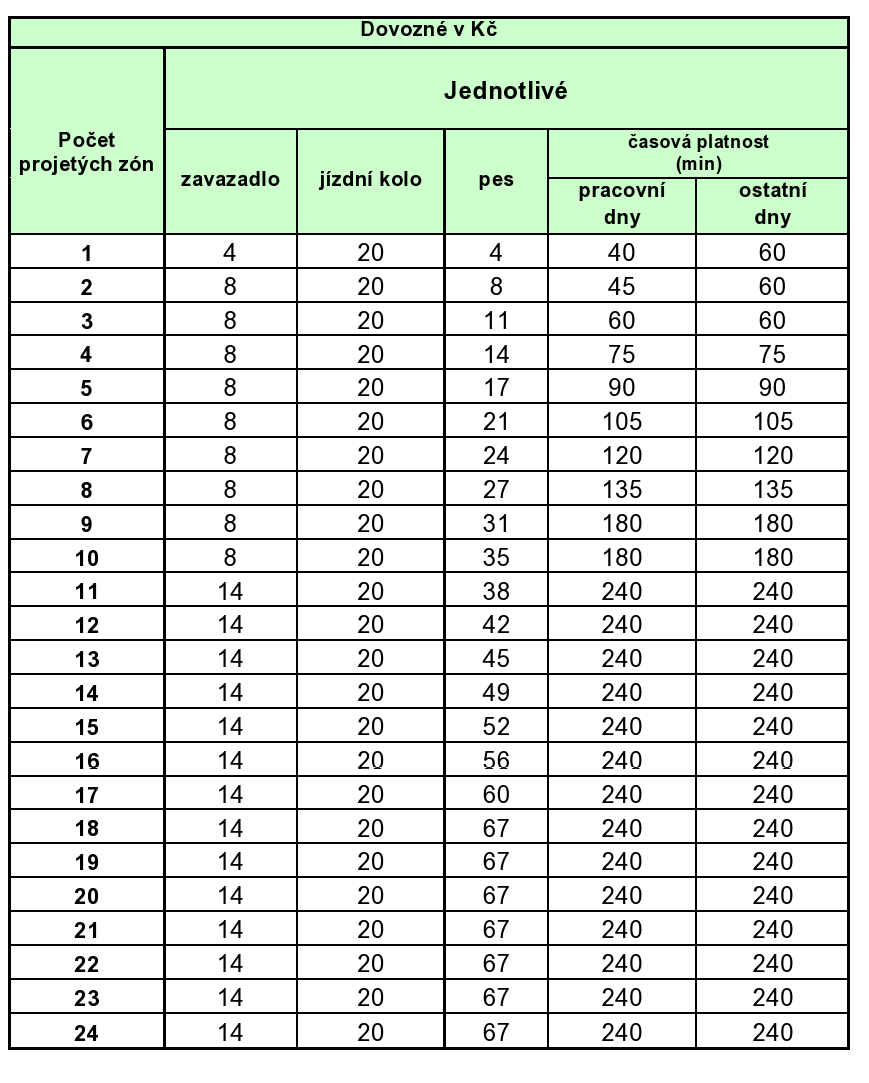 Dovozné v Kč
Jednotlivé
Počet
projetých zón
zavazadlo jízdní kolo pes
časová platnost
(min)
pracovní
dny
ostatní
dny
1 4 20 4 40 60
2 8 20 8 45 60
3 8 20 11 60 60
4 8 20 14 75 75
5 8 20 17 90 90
6 8 20 21 105 105
7 8 20 24 120 120
8 8 20 27 135 135
9 8 20 31 180 180
10 8 20 35 180 180
11 14 20 38 240 240
12 14 20 42 240 240
13 14 20 45 240 240
14 14 20 49 240 240
15 14 20 52 240 240
16 14 20 56 240 240
17 14 20 60 240 240
18 14 20 67 240 240
19 14 20 67 240 240
20 14 20 67 240 240
21 14 20 67 240 240
22 14 20 67 240 240
23 14 20 67 240 240
24 14 20 67 240 240